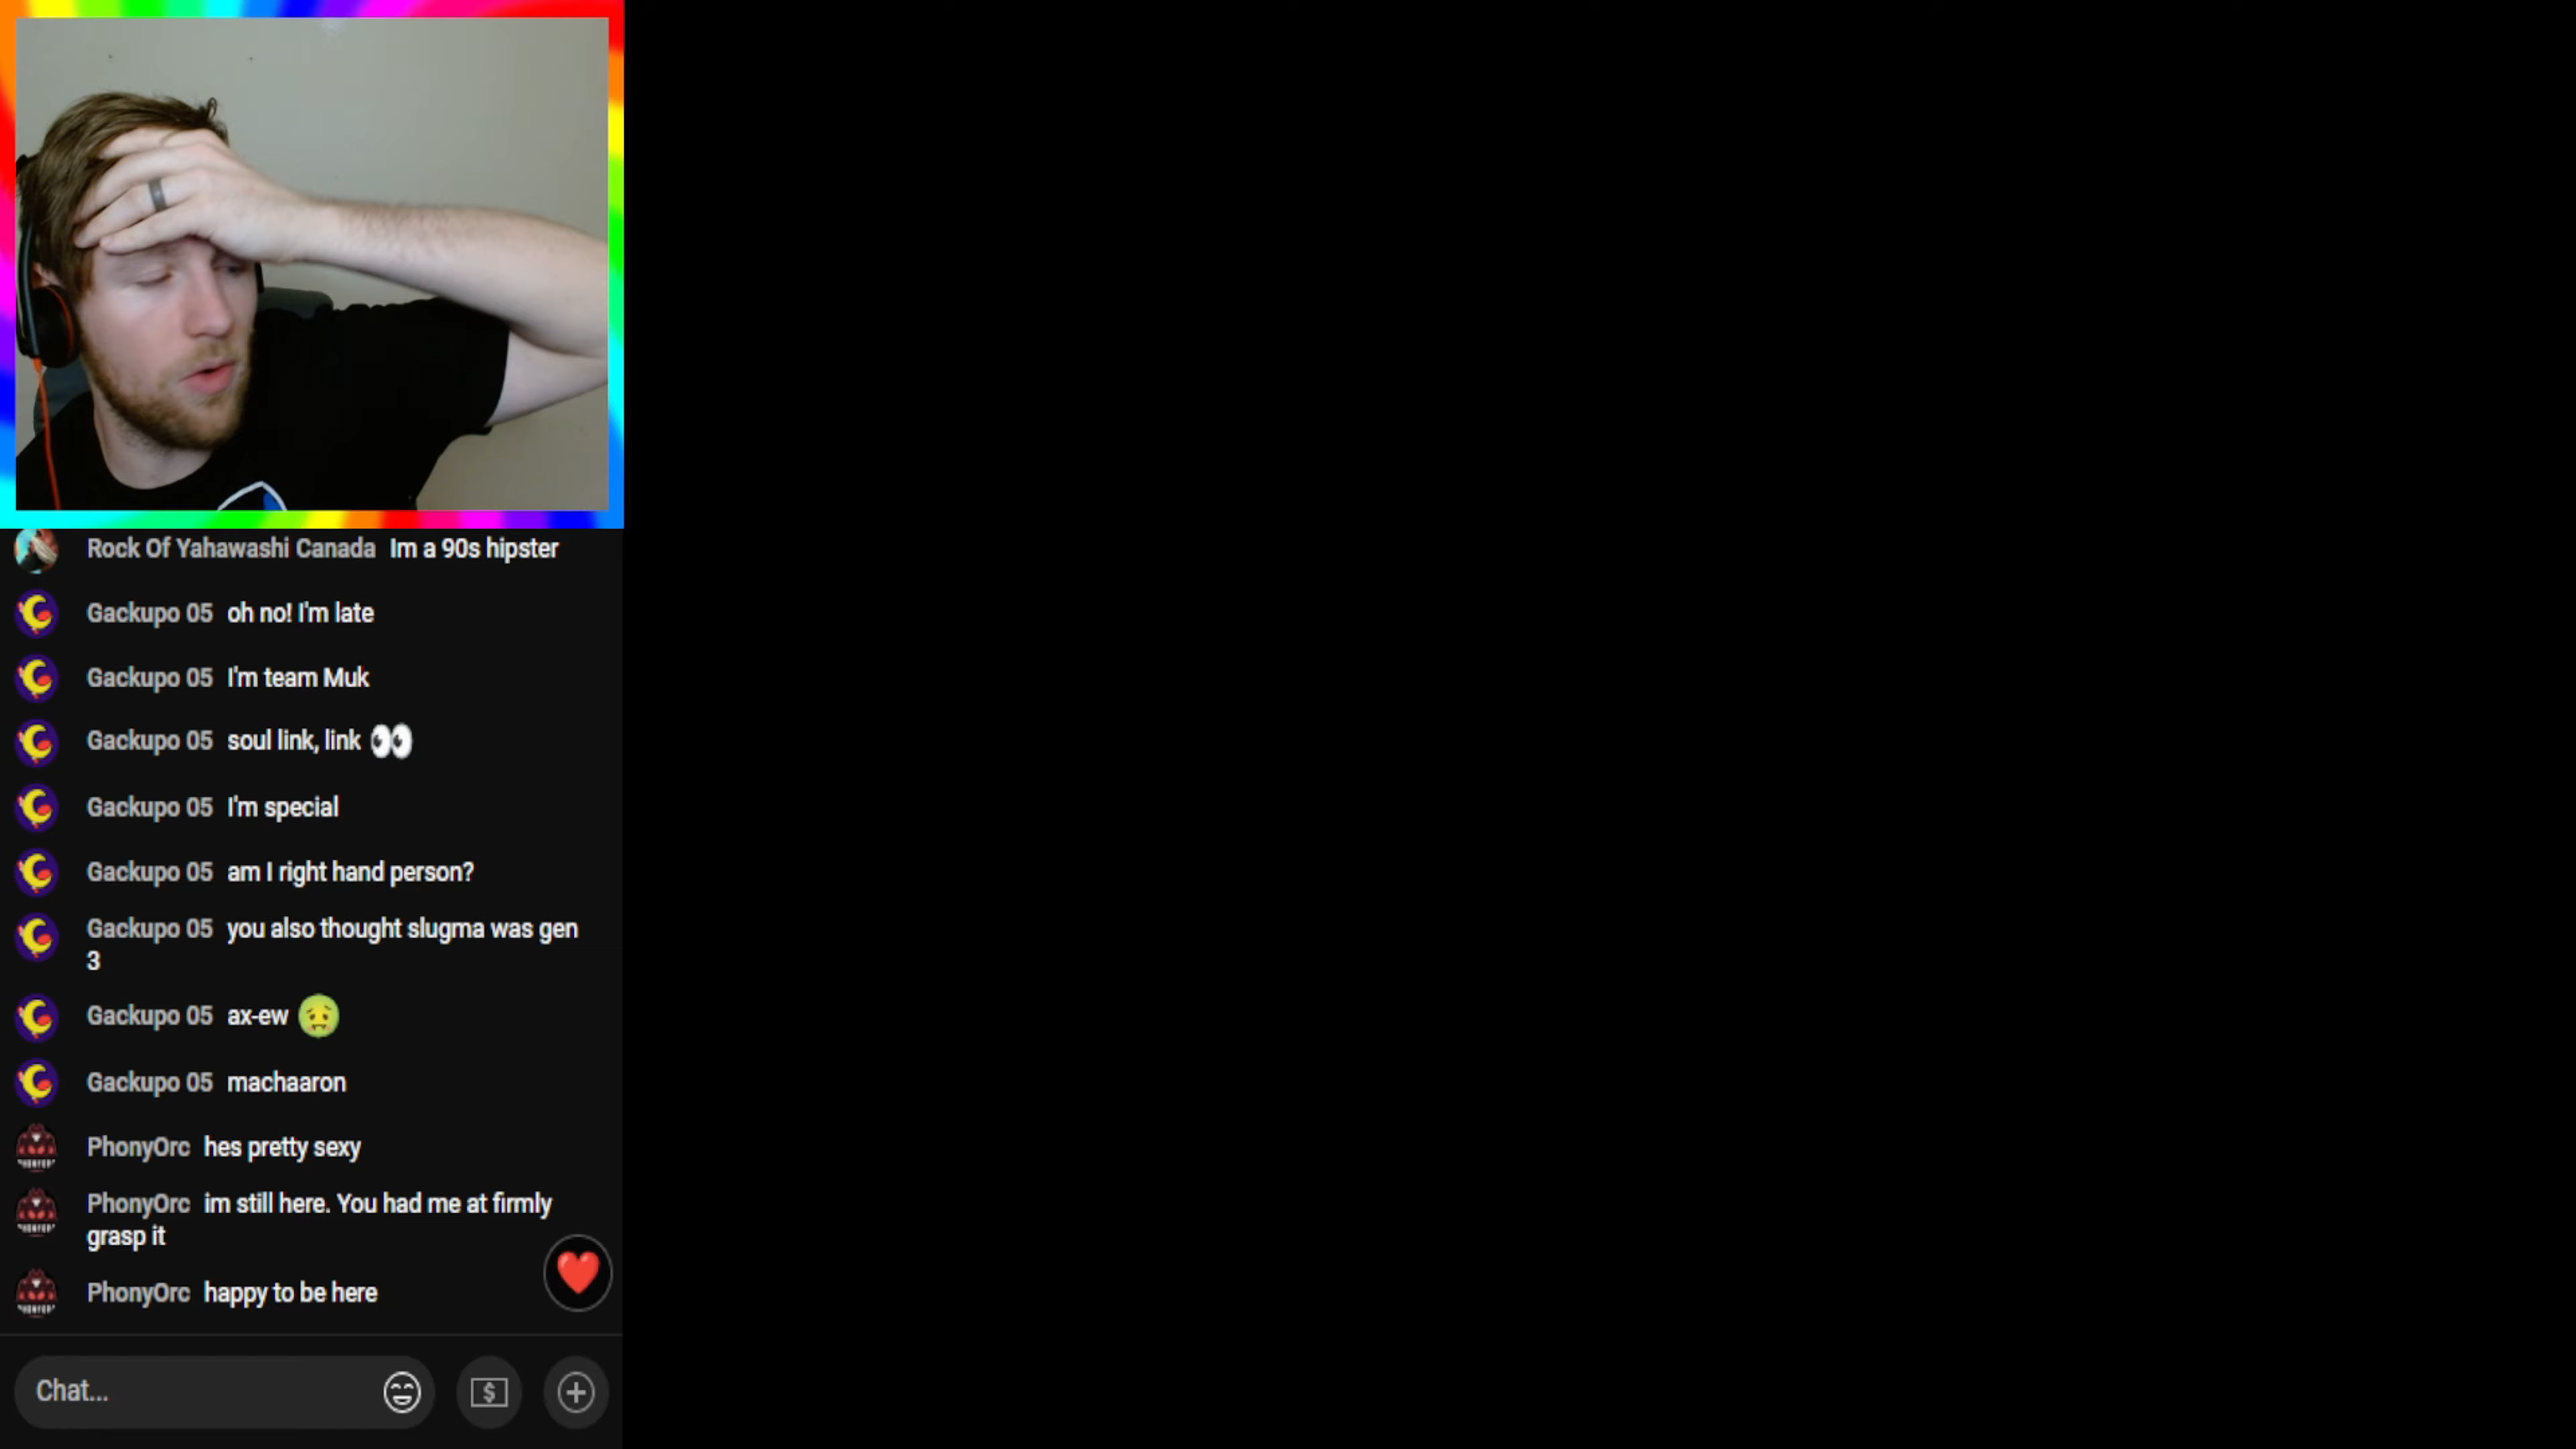 Rock Of Yahawashi Canada Im a 90s hipster
Gackupo 05 oh no! I'm late
Gackupo 05 I'm team Muk
Gackupo 05 soul link, link 👀
Gackupo 05 I'm special
Gackupo 05 am I right hand person?
Gackupo 05 you also thought slugma was gen
3
Gackupo 05 ax-ew 🤢
Gackupo 05 machaaron
PhonyOrc hes pretty sexy
PhonyOrc im still here. You had me at firmly
grasp it
PhonyOrc happy to be here
Chat...